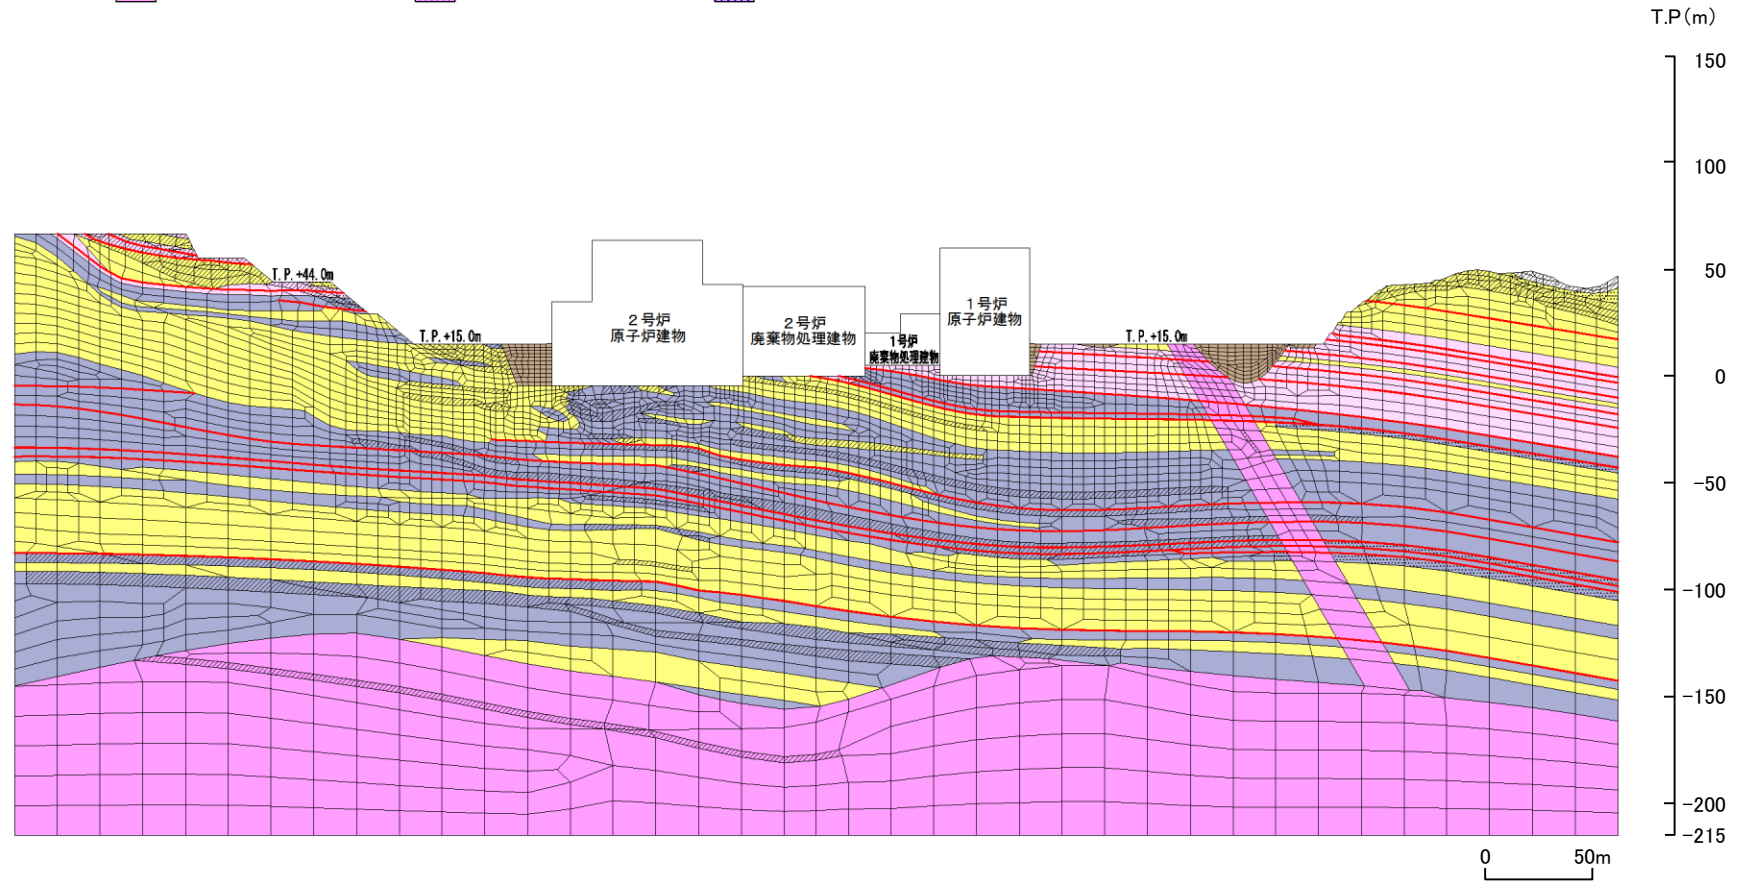 T.P(m)
150
100
50
0
-50
-100
-150
-200
-215
T.P.+44.0m
T.P.+15.0m
2号炉
原子炉建物
2号炉
廃棄物処理建物
1号炉
廃棄物処理建物
1号炉
原子炉建物
T.P.+15.0m
0 50m